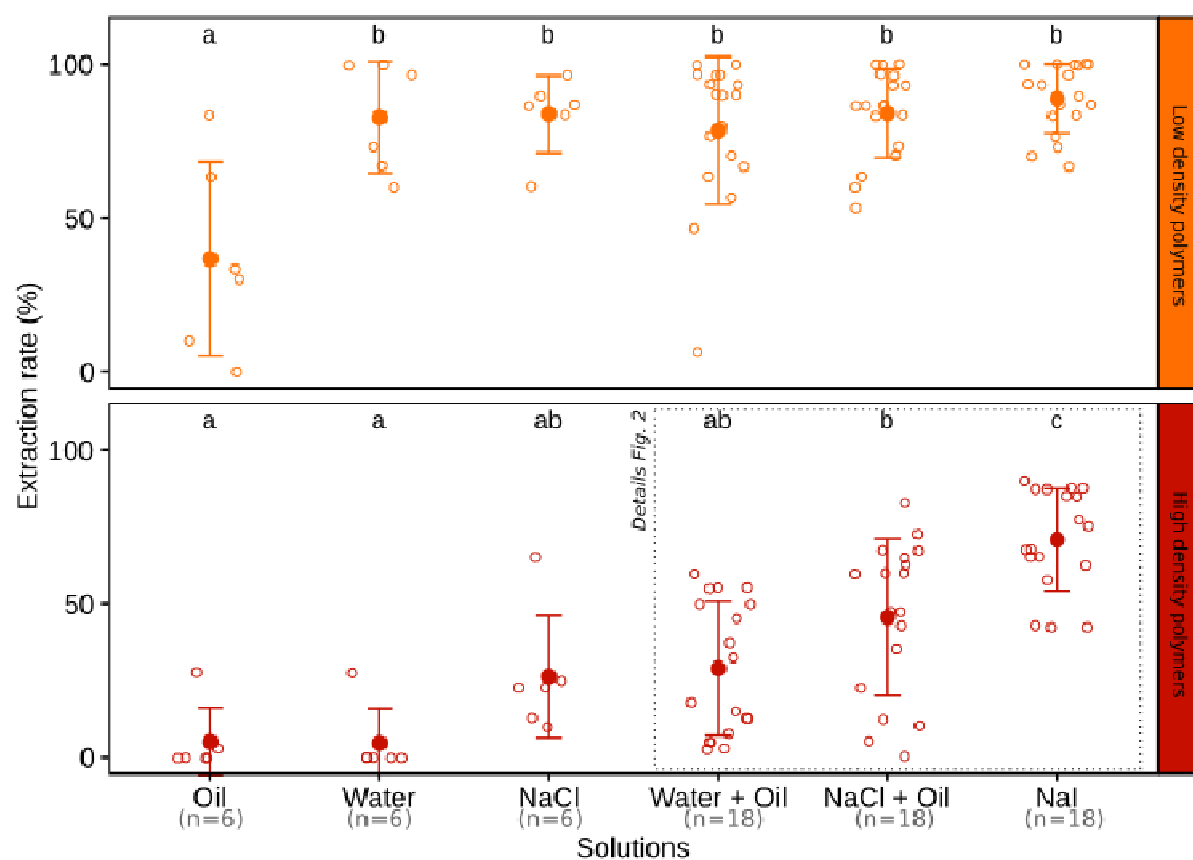 a b b b b b
100
50
0
Low density polymers
Extraction rate (%)
a a ab ab b c
Details Fig. 2
100
50
0
High density polymers
Oil Water NaCl Water + Oil NaCl + Oil NaI
(n=6) (n=6) (n=6) (n=18) (n=18) (n=18)
Solutions